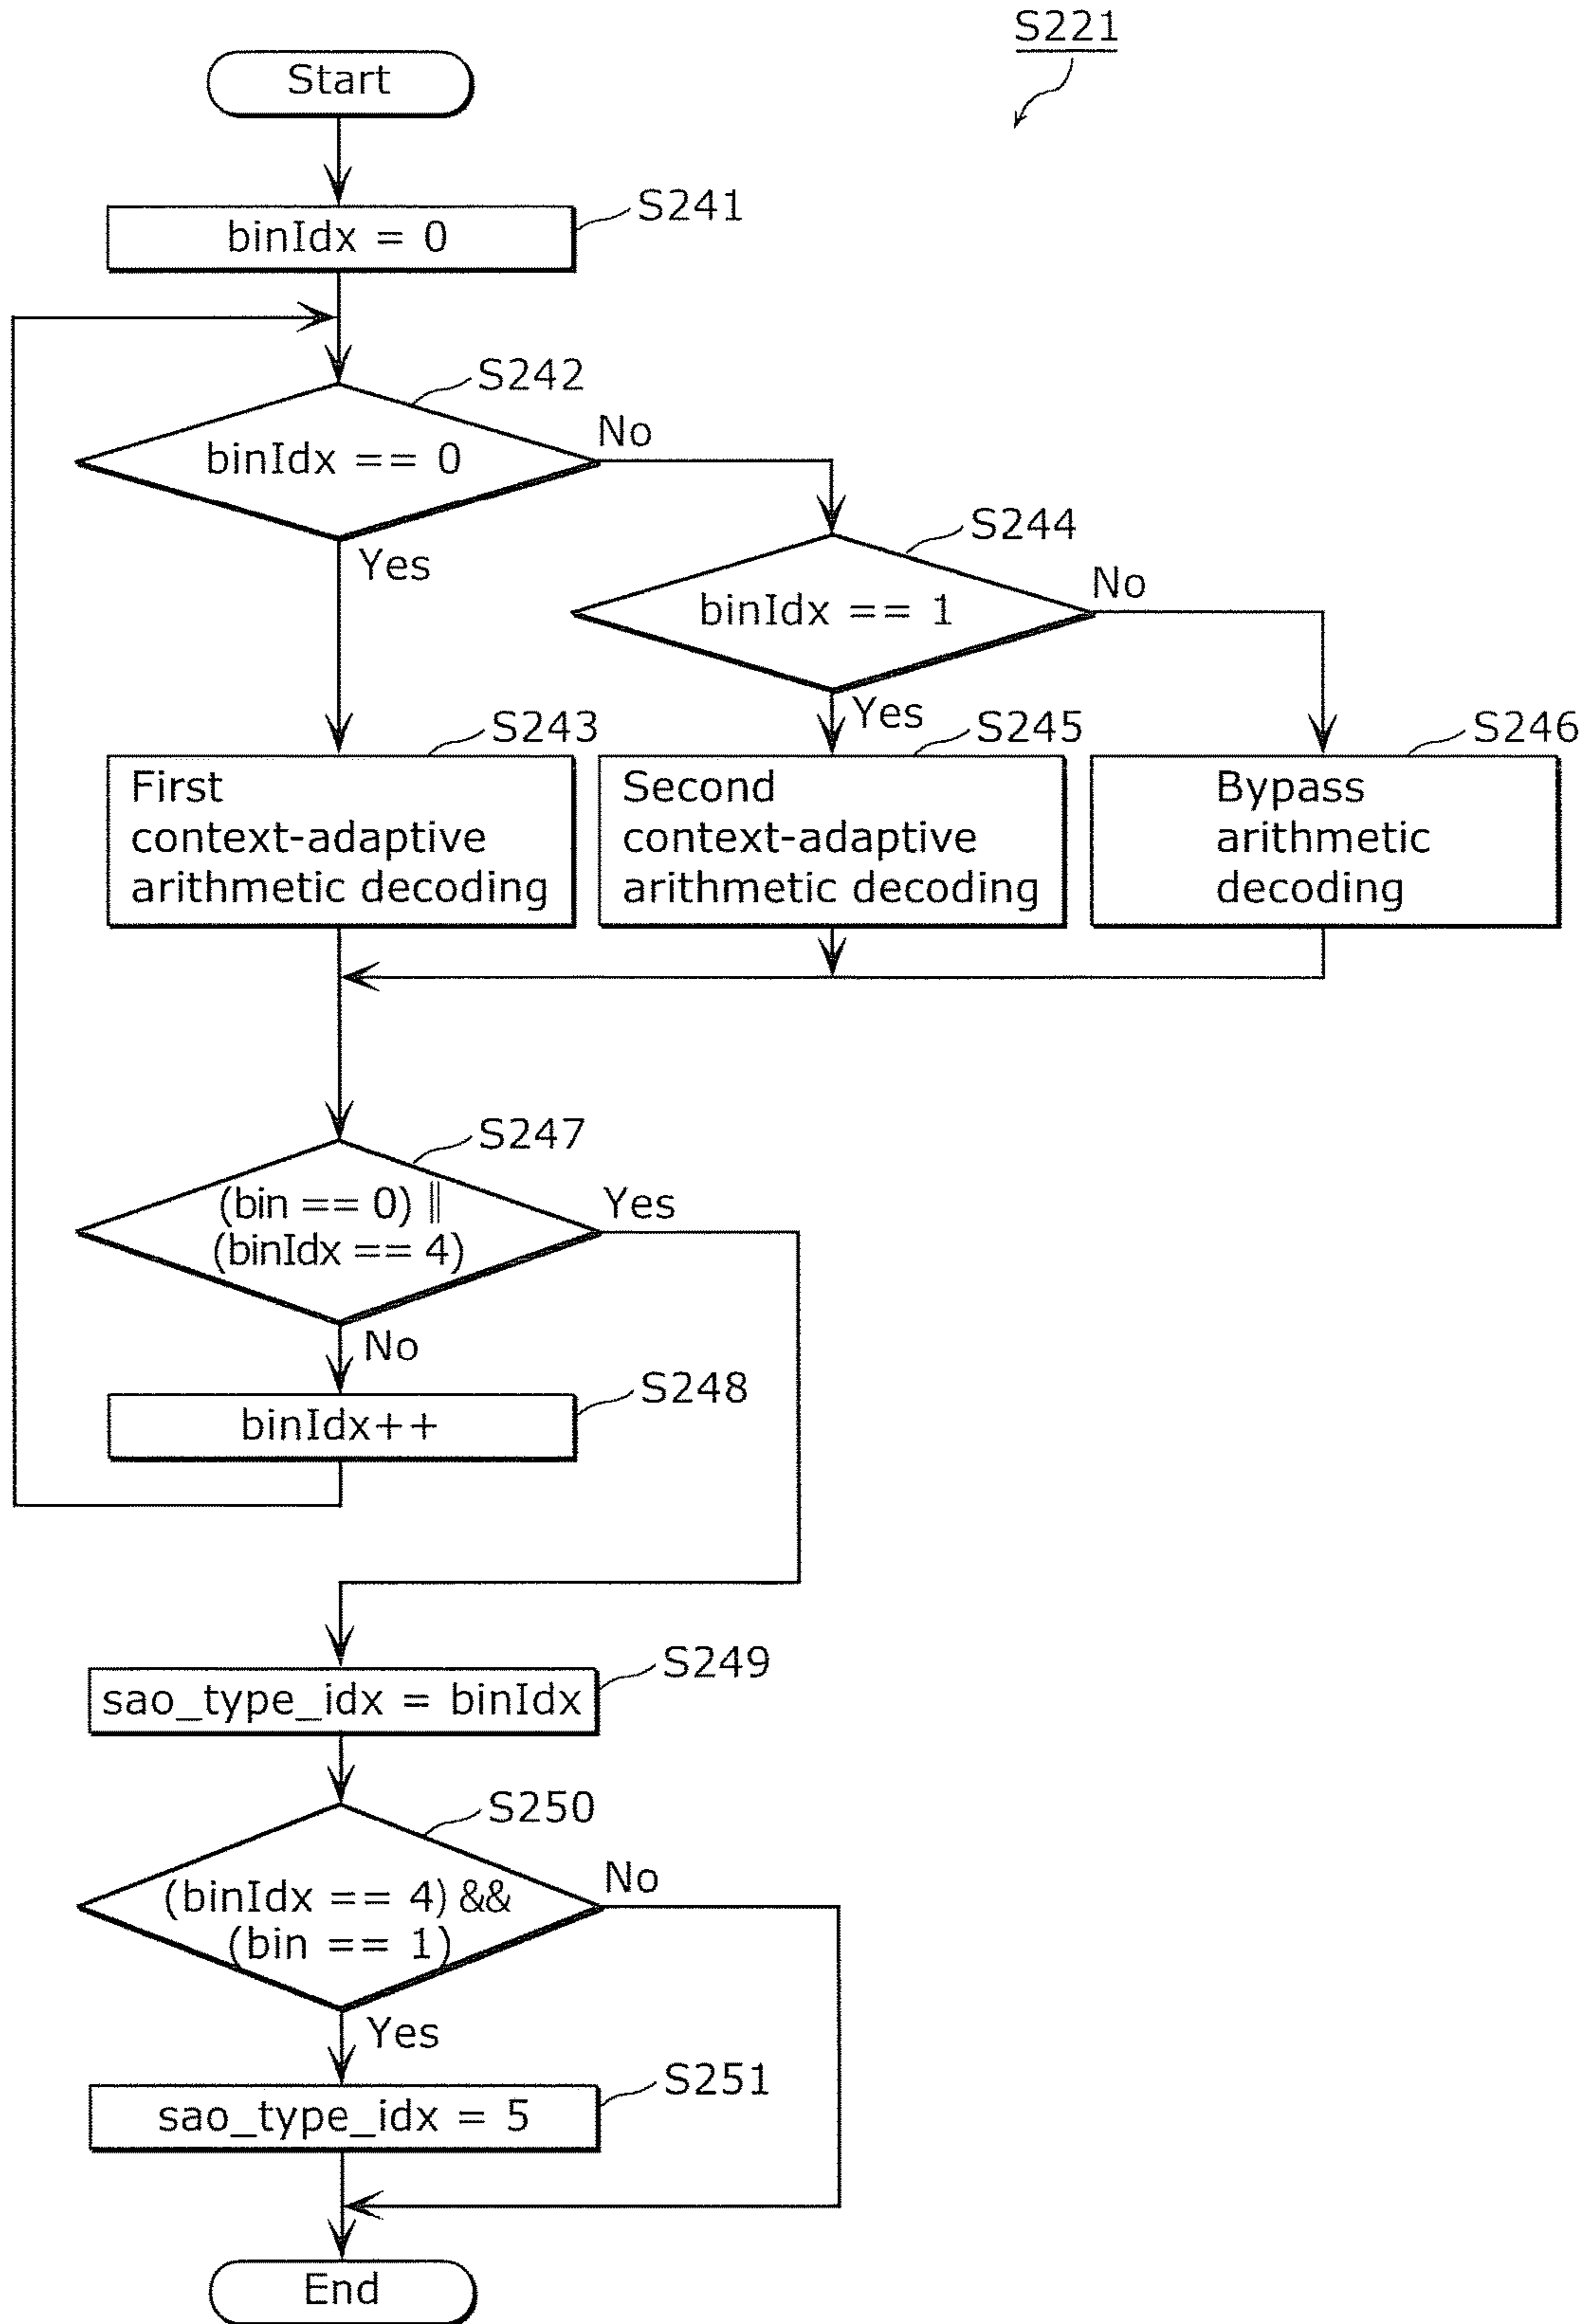 S221
Start
S241
binIdx = 0
S242
binIdx == 0
No
Yes
S244
binIdx == 1
No
Yes
S243
First
context-adaptive
arithmetic decoding
S245
Second
context-adaptive
arithmetic decoding
S246
Bypass
arithmetic
decoding
S247
(bin == 0) ||
(binIdx == 4)
Yes
No
S248
binIdx++
S249
sao_type_idx = binIdx
S250
(binIdx == 4) &&
(bin == 1)
No
Yes
S251
sao_type_idx = 5
End